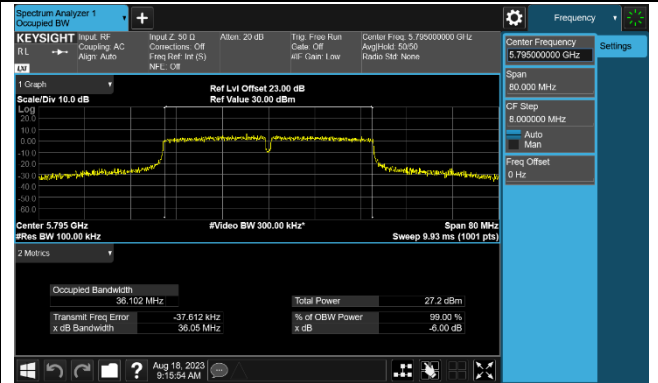 Spectrum Analyzer 1
Occupied BW
Frequency
KEYSIGHT
RL
LXI
Input: RF
Coupling: AC
Align: Auto
Input Z: 50 Ω
Corrections: Off
Freq Ref: Int (S)
NFE: Off
Atten: 20 dB
Trig: Free Run
Gate: Off
#IF Gain: Low
Center Freq: 5.795000000 GHz
Avg|Hold: 50/50
Radio Std: None
Center Frequency
5.795000000 GHz
Settings
Span
80.000 MHz
CF Step
8.000000 MHz
Auto
Man
Freq Offset
0 Hz
1 Graph
Scale/Div 10.0 dB
Ref Lvl Offset 23.00 dB
Ref Value 30.00 dBm
Log
20.0
10.0
0.00
-10.0
-20.0
-30.0
-40.0
-50.0
-60.0
Center 5.795 GHz
#Video BW 300.00 kHz*
Span 80 MHz
#Res BW 100.00 kHz
Sweep 9.93 ms (1001 pts)
2 Metrics
Occupied Bandwidth
36.102 MHz
Total Power
27.2 dBm
Transmit Freq Error
-37.612 kHz
% of OBW Power
99.00 %
x dB Bandwidth
36.05 MHz
x dB
-6.00 dB
?
Aug 18, 2023
9:15:54 AM